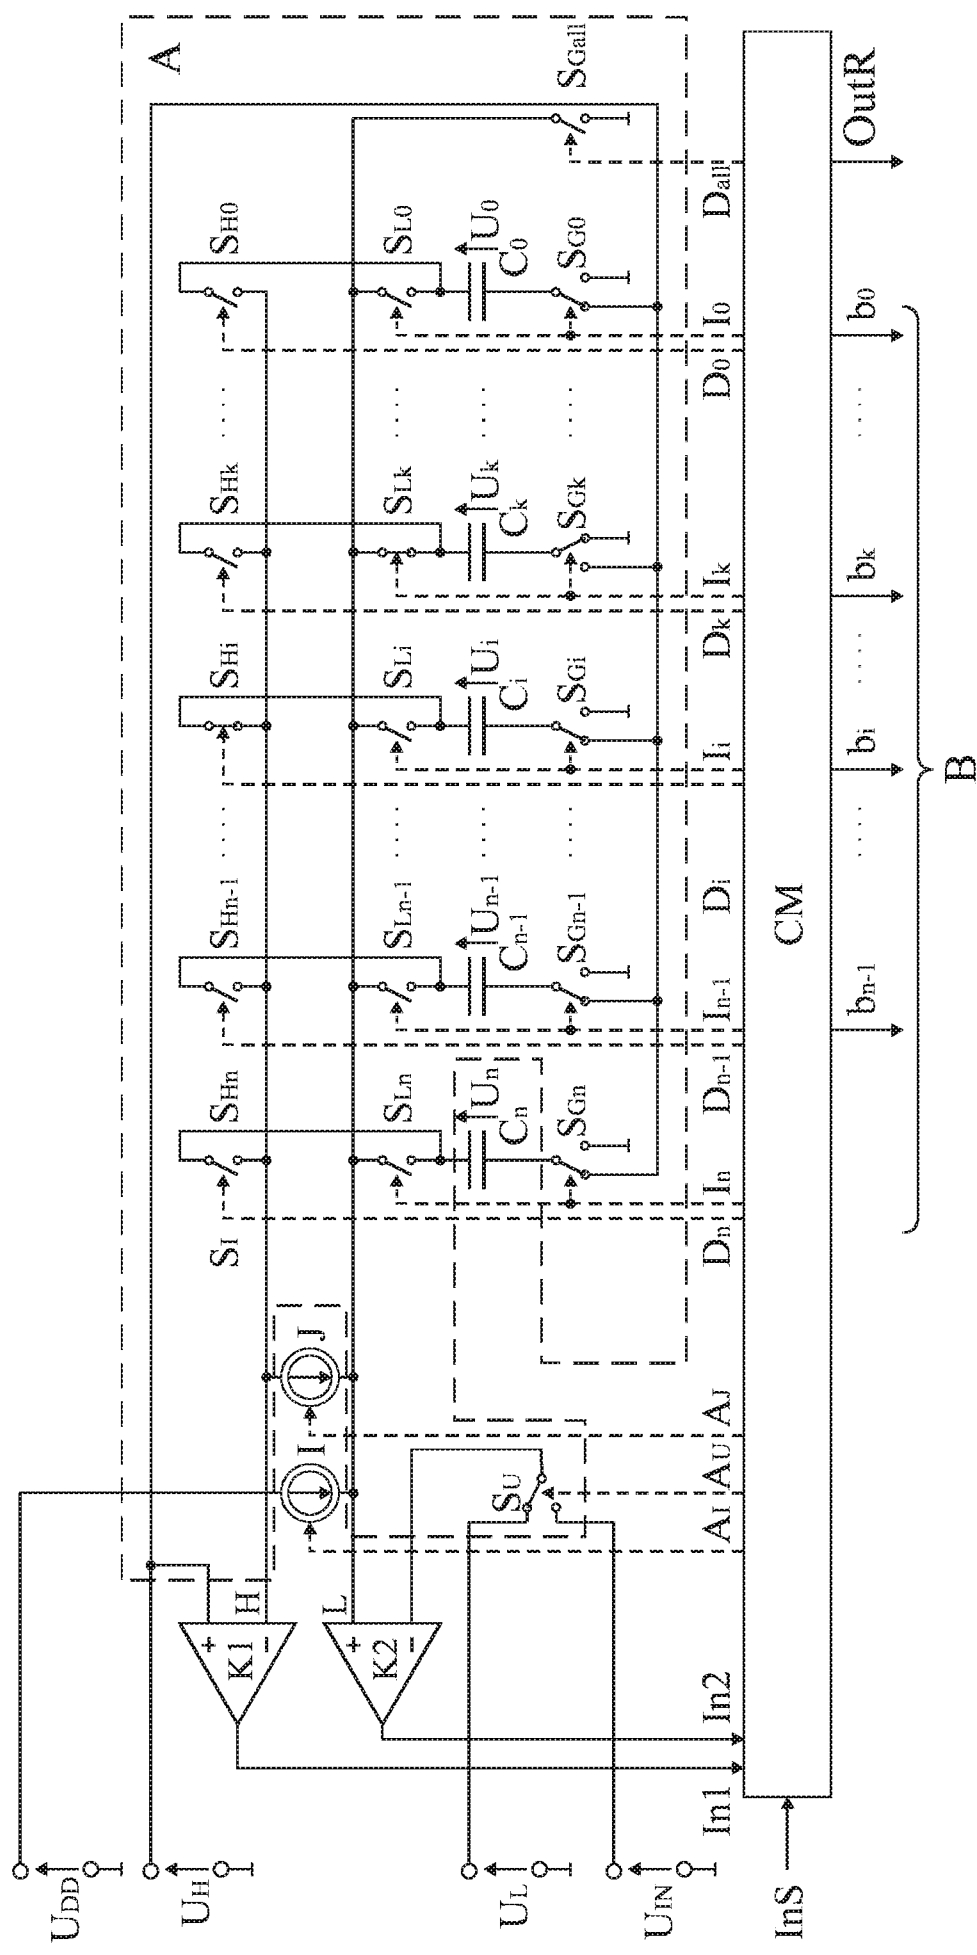 A
UDD
UH
UL
UIN
InS
In1
In2
K1
+
−
H
K2
+
−
L
I
J
SU
AI
AU
AJ
SI
SHn
SHn-1
SHi
SHk
SH0
SLn
SLn-1
SLi
SLk
SL0
Un
Un-1
Ui
Uk
U0
Cn
Cn-1
Ci
Ck
C0
SGn
SGn-1
SGi
SGk
SG0
SGall
Dn
In
Dn-1
In-1
Di
Ii
Dk
Ik
D0
I0
Dall
CM
bn-1
bi
bk
b0
OutR
B